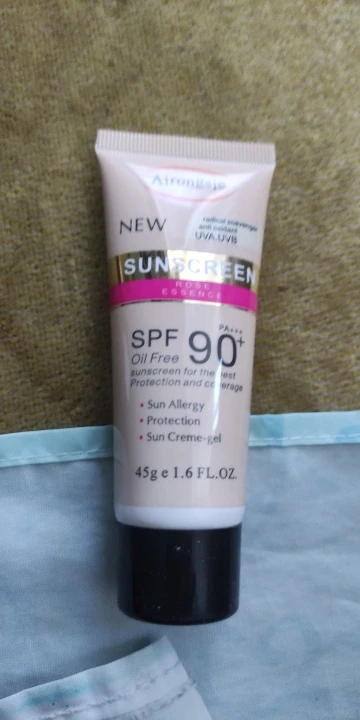 NEW
radical scavenger
anti oxidant
UVA.UVB
SUNSCREEN
ROSE
ESSENCE
PA+++
SPF 90+
Oil Free
sunscreen for the best
Protection and coverage
• Sun Allergy
• Protection
• Sun Creme-gel
45g e 1.6 FL.OZ.